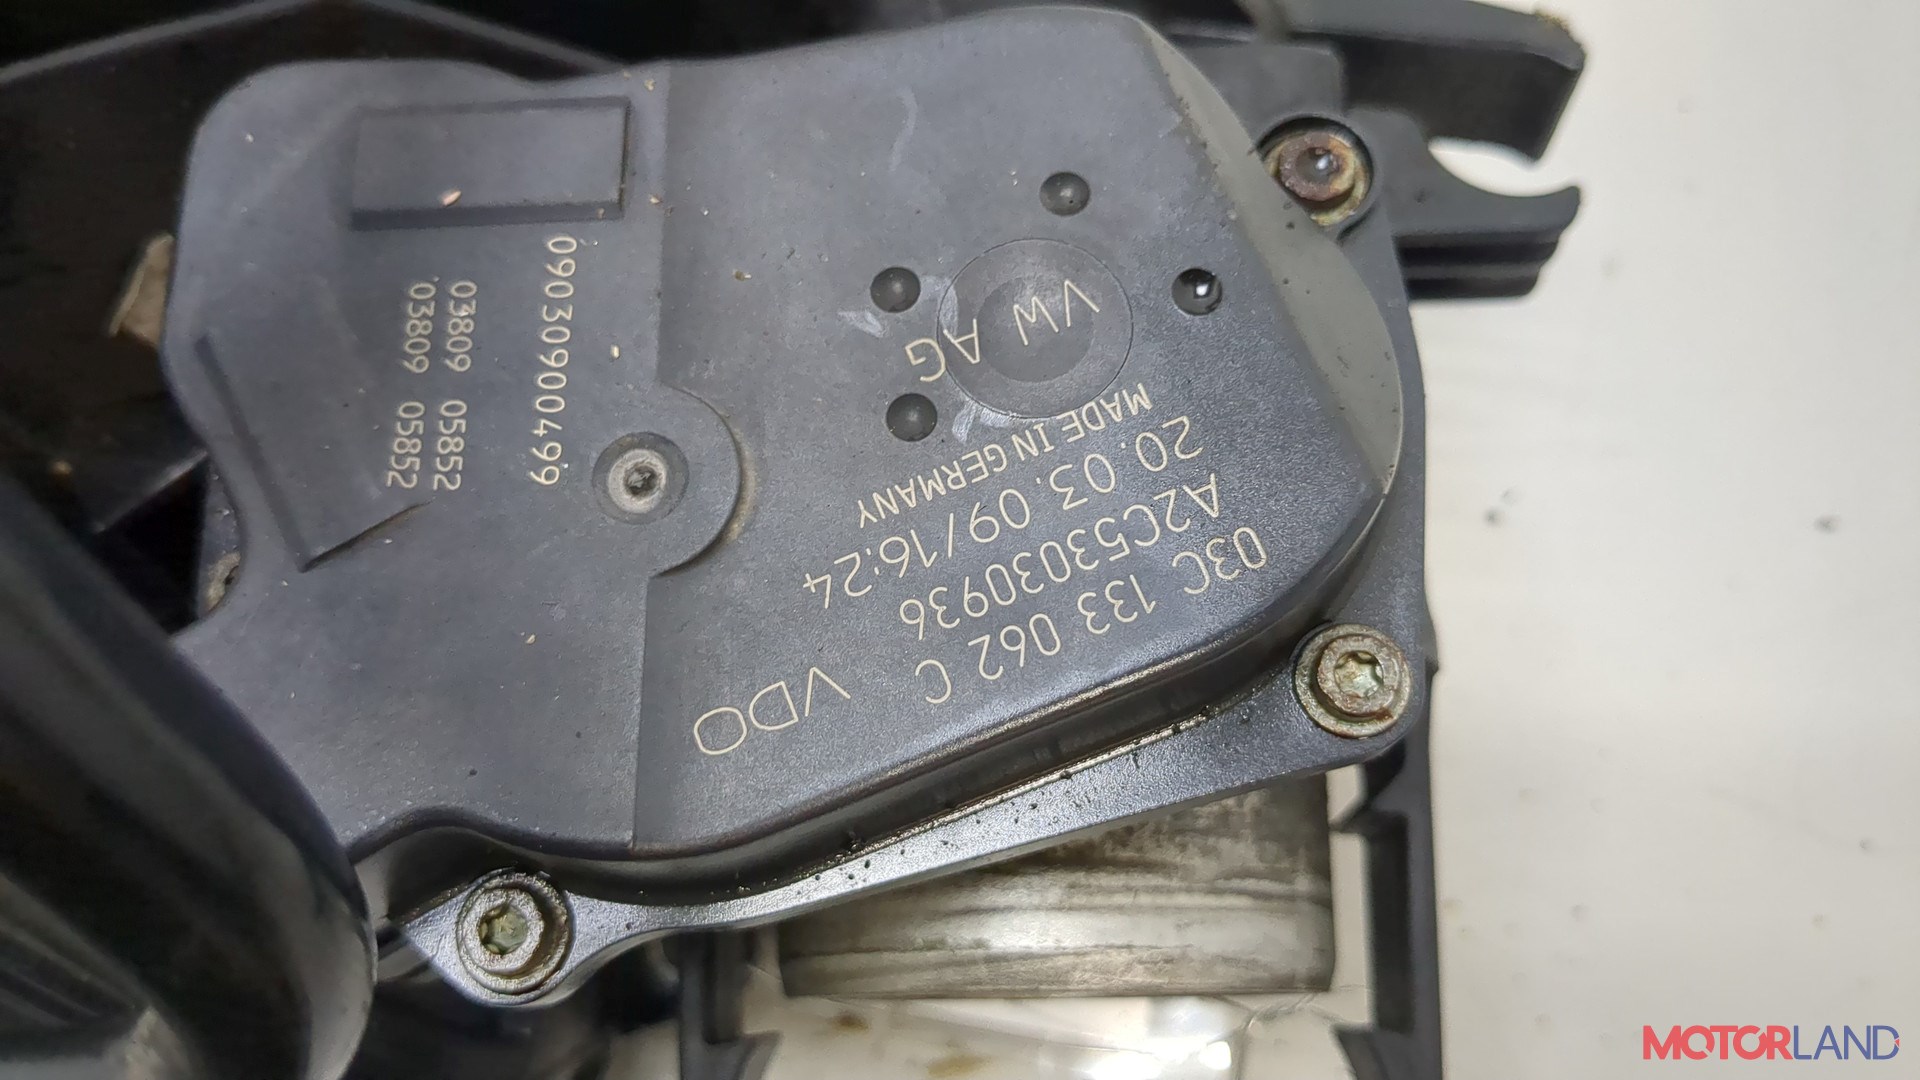 VW AG
MADE IN GERMANY
20.03.09/16:24
A2C53030936
03C 133 062 C
VDO
09030900499
03809 05852
03809 05852
MOTORLAND